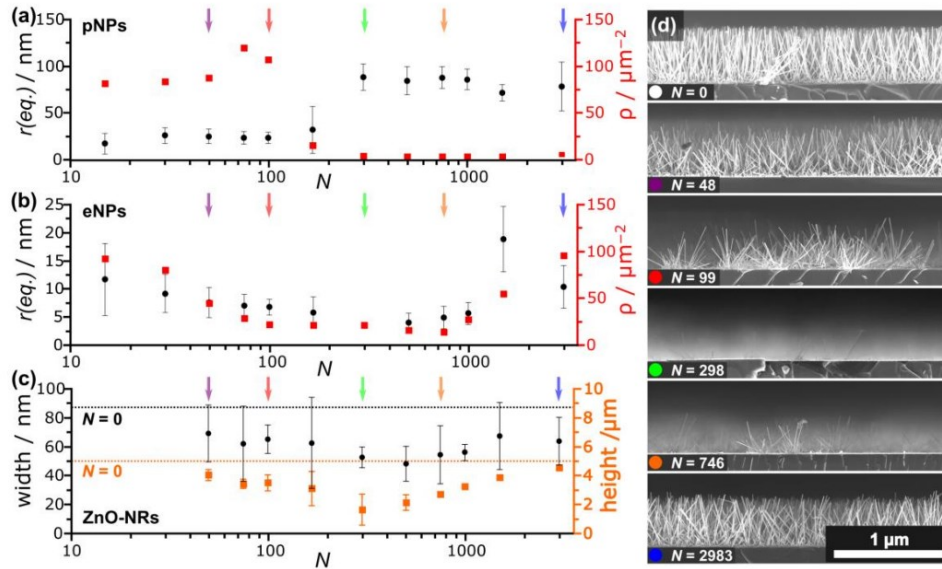 (a)
pNPs
150
100
50
0
r(eq.) / nm
150
100
50
0
ρ / µm⁻²
10
100
1000
N
(b)
eNPs
25
20
15
10
5
0
r(eq.) / nm
150
100
50
0
ρ / µm⁻²
10
100
1000
N
(c)
100
80
60
40
20
0
width / nm
N = 0
N = 0
ZnO-NRs
10
8
6
4
2
0
height /µm
10
100
1000
N
(d)
N = 0
N = 48
N = 99
N = 298
N = 746
N = 2983
1 µm